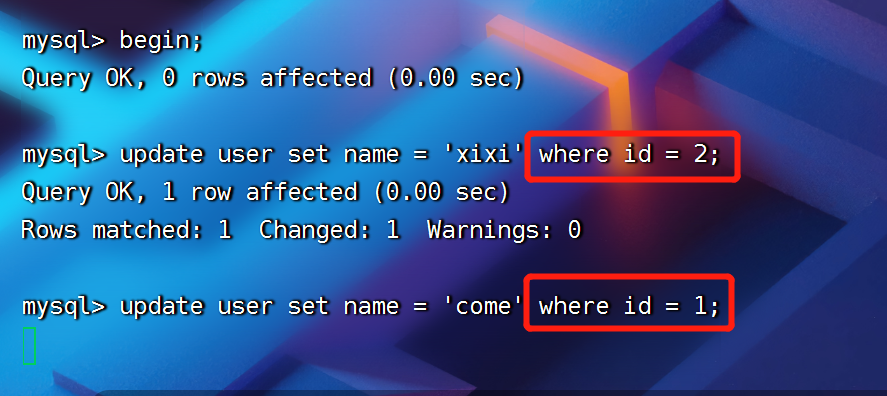 mysql> begin;
Query OK, 0 rows affected (0.00 sec)
mysql> update user set name = 'xixi' where id = 2;
Query OK, 1 row affected (0.00 sec)
Rows matched: 1  Changed: 1  Warnings: 0
mysql> update user set name = 'come' where id = 1;